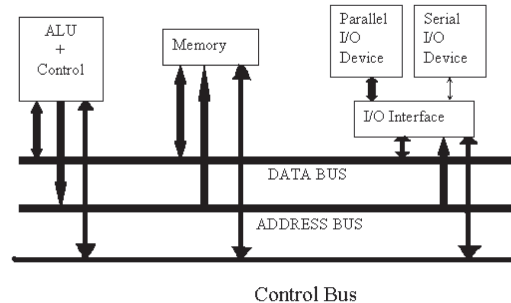 ALU
+
Control
Memory
Parallel
I/O
Device
Serial
I/O
Device
I/O Interface
DATA BUS
ADDRESS BUS
Control Bus